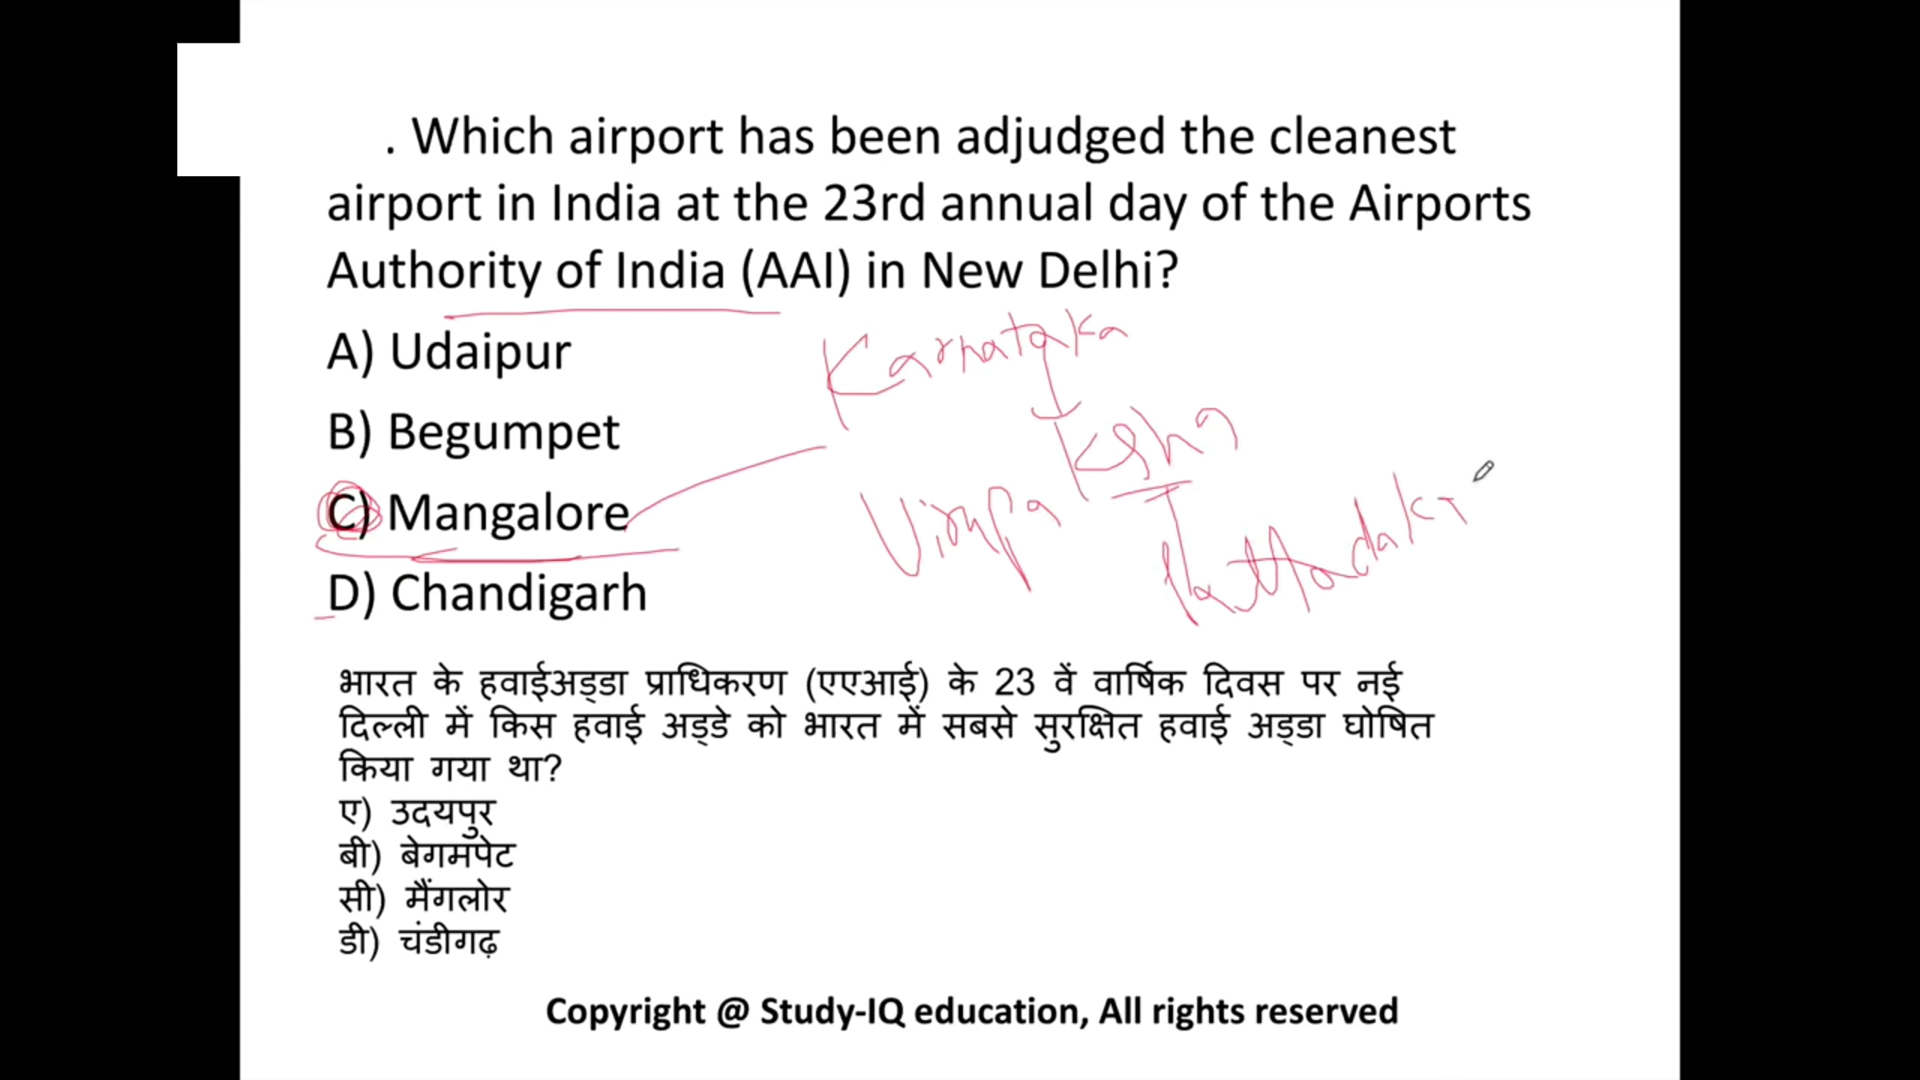 . Which airport has been adjudged the cleanest
airport in India at the 23rd annual day of the Airports
Authority of India (AAI) in New Delhi?
A) Udaipur
Karnataka
B) Begumpet
C) Mangalore
Virupaksha
D) Chandigarh
भारत के हवाईअड्डा प्राधिकरण (एएआई) के 23 वें वार्षिक दिवस पर नई
दिल्ली में किस हवाई अड्डे को भारत में सबसे सुरक्षित हवाई अड्डा घोषित
किया गया था?
ए) उदयपुर
बी) बेगमपेट
सी) मैंगलोर
डी) चंडीगढ़
Copyright @ Study-IQ education, All rights reserved